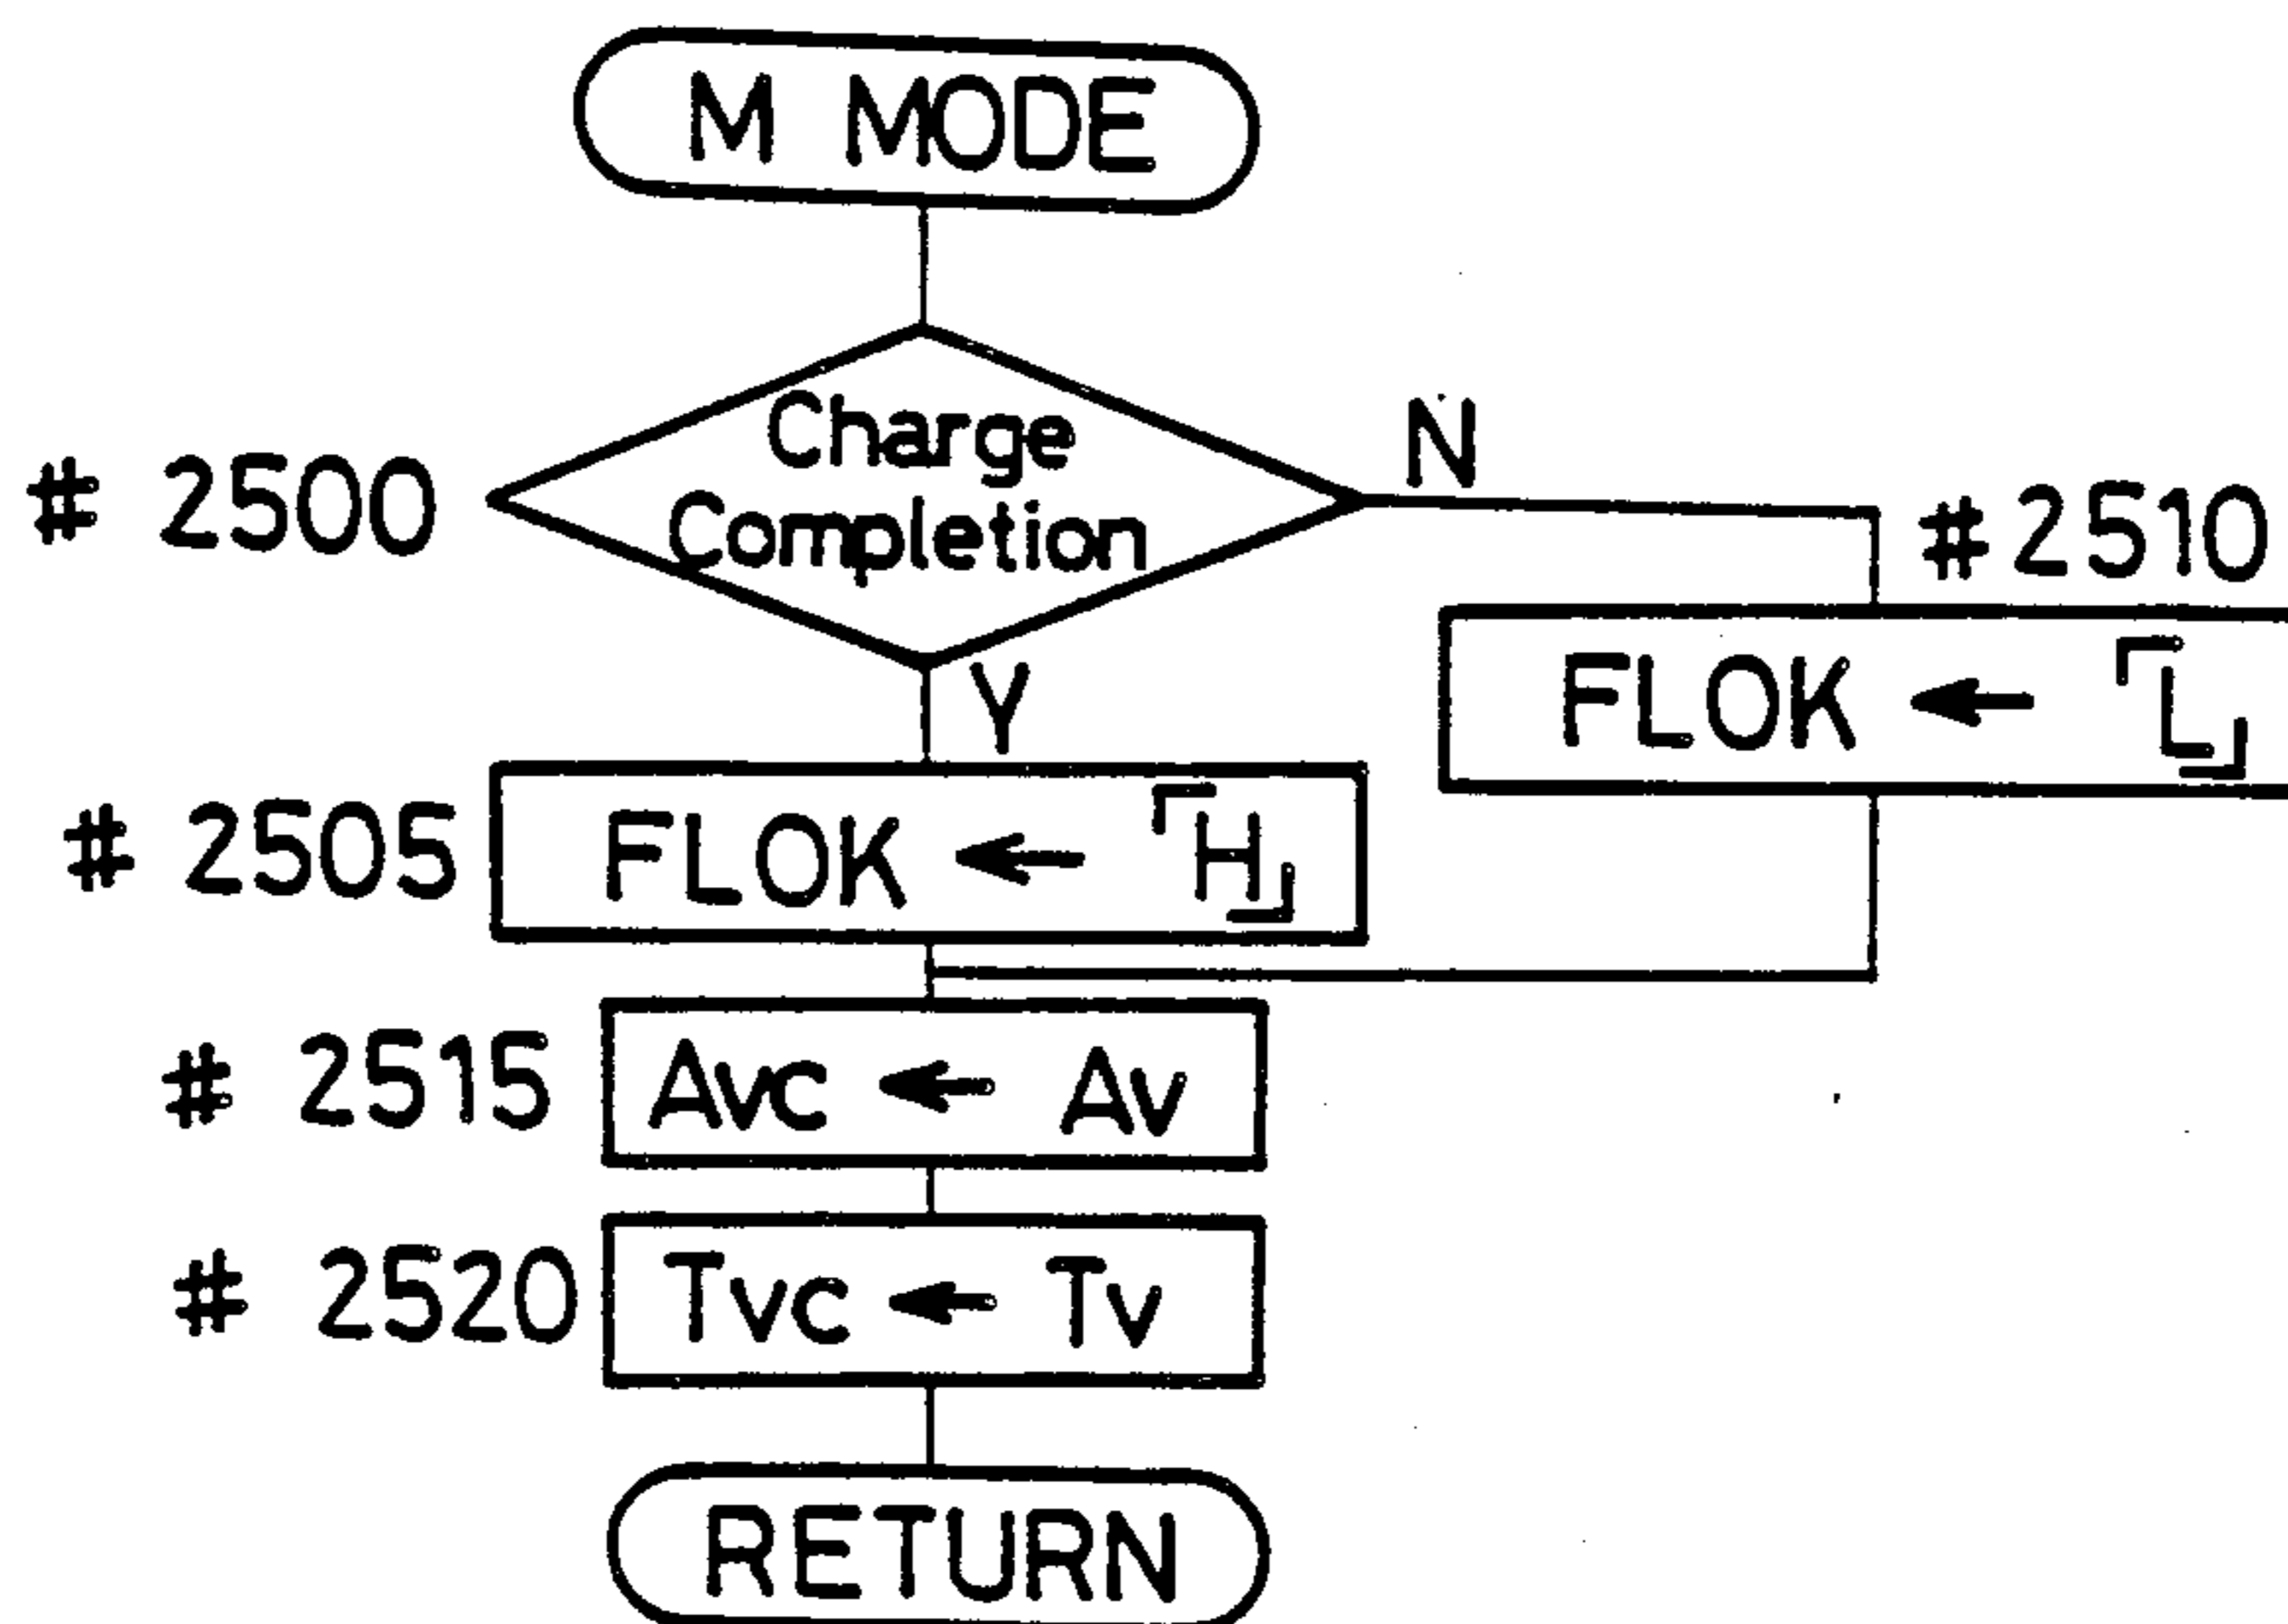 M MODE
# 2500
Charge
Completion
N
#2510
FLOK ← 「L」
Y
# 2505
FLOK ← 「H」
# 2515
Avc ← Av
# 2520
Tvc ← Tv
RETURN